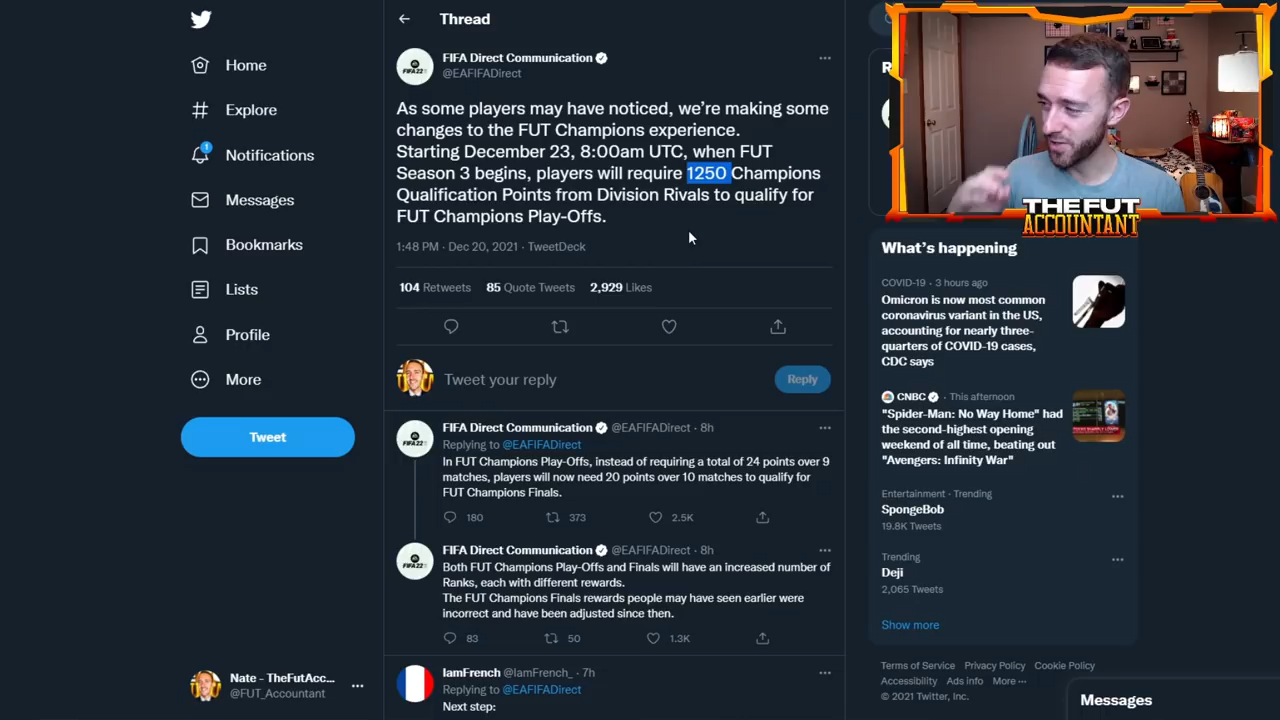 Home
Explore
1
Notifications
Messages
Bookmarks
Lists
Profile
More
Tweet
Nate - TheFutAcc...
@FUT_Accountant
Thread
FIFA 22
FIFA Direct Communication
@EAFIFADirect
As some players may have noticed, we're making some
changes to the FUT Champions experience.
Starting December 23, 8:00am UTC, when FUT
Season 3 begins, players will require 1250 Champions
Qualification Points from Division Rivals to qualify for
FUT Champions Play-Offs.
1:48 PM · Dec 20, 2021 · TweetDeck
104 Retweets 85 Quote Tweets 2,929 Likes
Tweet your reply
Reply
FIFA 22
FIFA Direct Communication @EAFIFADirect · 8h
Replying to @EAFIFADirect
In FUT Champions Play-Offs, instead of requiring a total of 24 points over 9
matches, players will now need 20 points over 10 matches to qualify for
FUT Champions Finals.
180 373 2.5K
FIFA 22
FIFA Direct Communication @EAFIFADirect · 8h
Both FUT Champions Play-Offs and Finals will have an increased number of
Ranks, each with different rewards.
The FUT Champions Finals rewards people may have seen earlier were
incorrect and have been adjusted since then.
83 50 1.3K
IamFrench @IamFrench_ · 7h
Replying to @EAFIFADirect
Next step:
R
THE FUT
ACCOUNTANT
What's happening
COVID-19 · 3 hours ago
Omicron is now most common
coronavirus variant in the US,
accounting for nearly three-
quarters of COVID-19 cases,
CDC says
CNBC · This afternoon
"Spider-Man: No Way Home" had
the second-highest opening
weekend of all time, beating out
"Avengers: Infinity War"
Entertainment · Trending
SpongeBob
19.8K Tweets
Trending
Deji
2,065 Tweets
Show more
Terms of Service Privacy Policy Cookie Policy
Accessibility Ads info More ···
© 2021 Twitter, Inc.
Messages